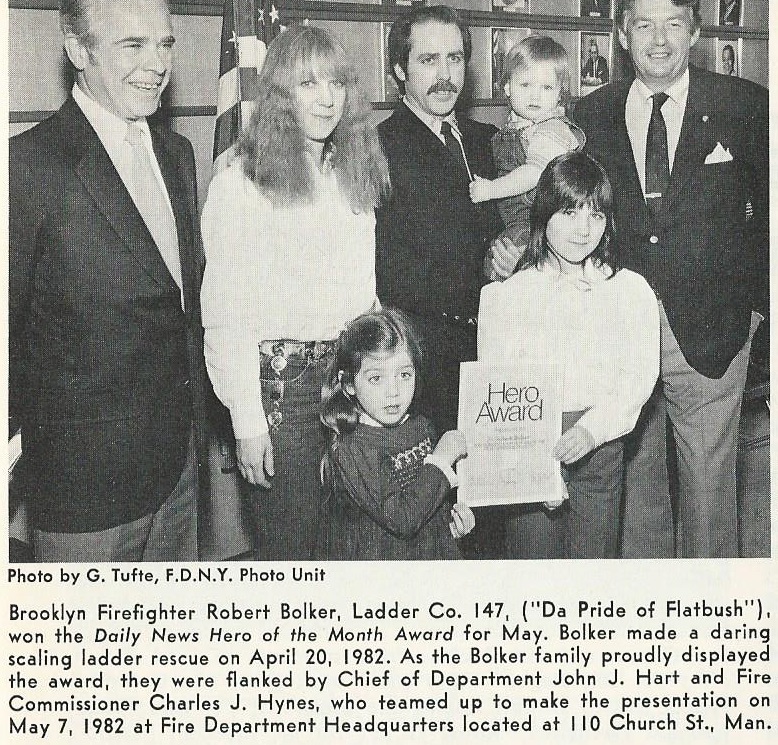 Hero
Award
Photo by G. Tufte, F.D.N.Y. Photo Unit
Brooklyn Firefighter Robert Bolker, Ladder Co. 147, ("Da Pride of Flatbush"),
won the Daily News Hero of the Month Award for May. Bolker made a daring
scaling ladder rescue on April 20, 1982. As the Bolker family proudly displayed
the award, they were flanked by Chief of Department John J. Hart and Fire
Commissioner Charles J. Hynes, who teamed up to make the presentation on
May 7, 1982 at Fire Department Headquarters located at 110 Church St., Man.